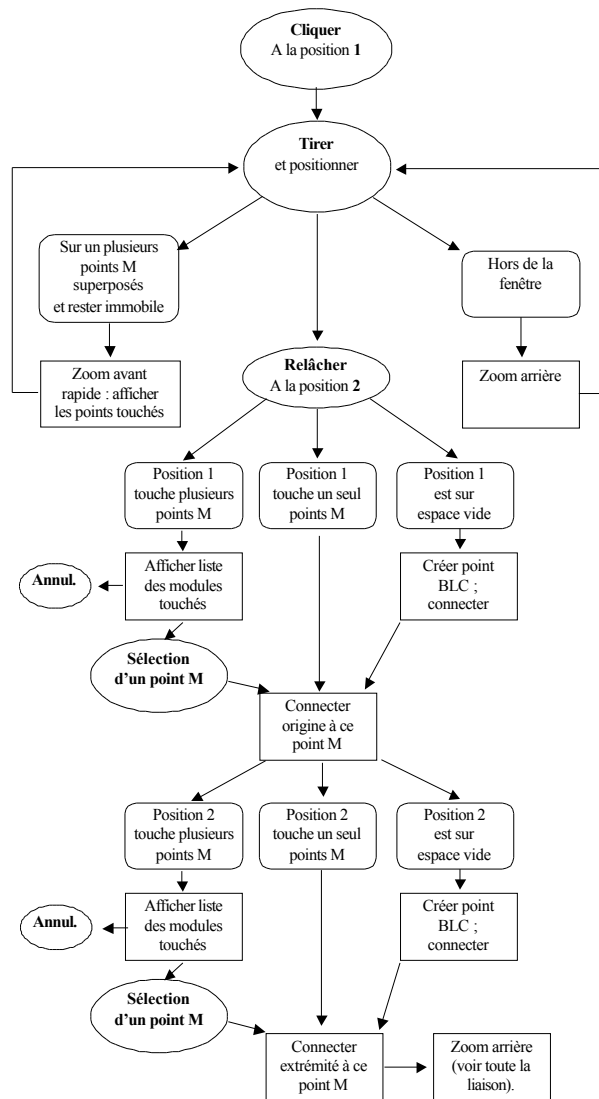 Cliquer
A la position 1
Tirer
et positionner
Sur un plusieurs
points M
superposés
et rester immobile
Hors de la
fenêtre
Zoom avant
rapide : afficher
les points touchés
Relâcher
A la position 2
Zoom arrière
Position 1
touche plusieurs
points M
Position 1
touche un seul
points M
Position 1
est sur
espace vide
Annul.
Afficher liste
des modules
touchés
Créer point
BLC ;
connecter
Sélection
d'un point M
Connecter
origine à ce
point M
Position 2
touche plusieurs
points M
Position 2
touche un seul
points M
Position 2
est sur
espace vide
Annul.
Afficher liste
des modules
touchés
Créer point
BLC ;
connecter
Sélection
d'un point M
Connecter
extrémité à ce
point M
Zoom arrière
(voir toute la
liaison).